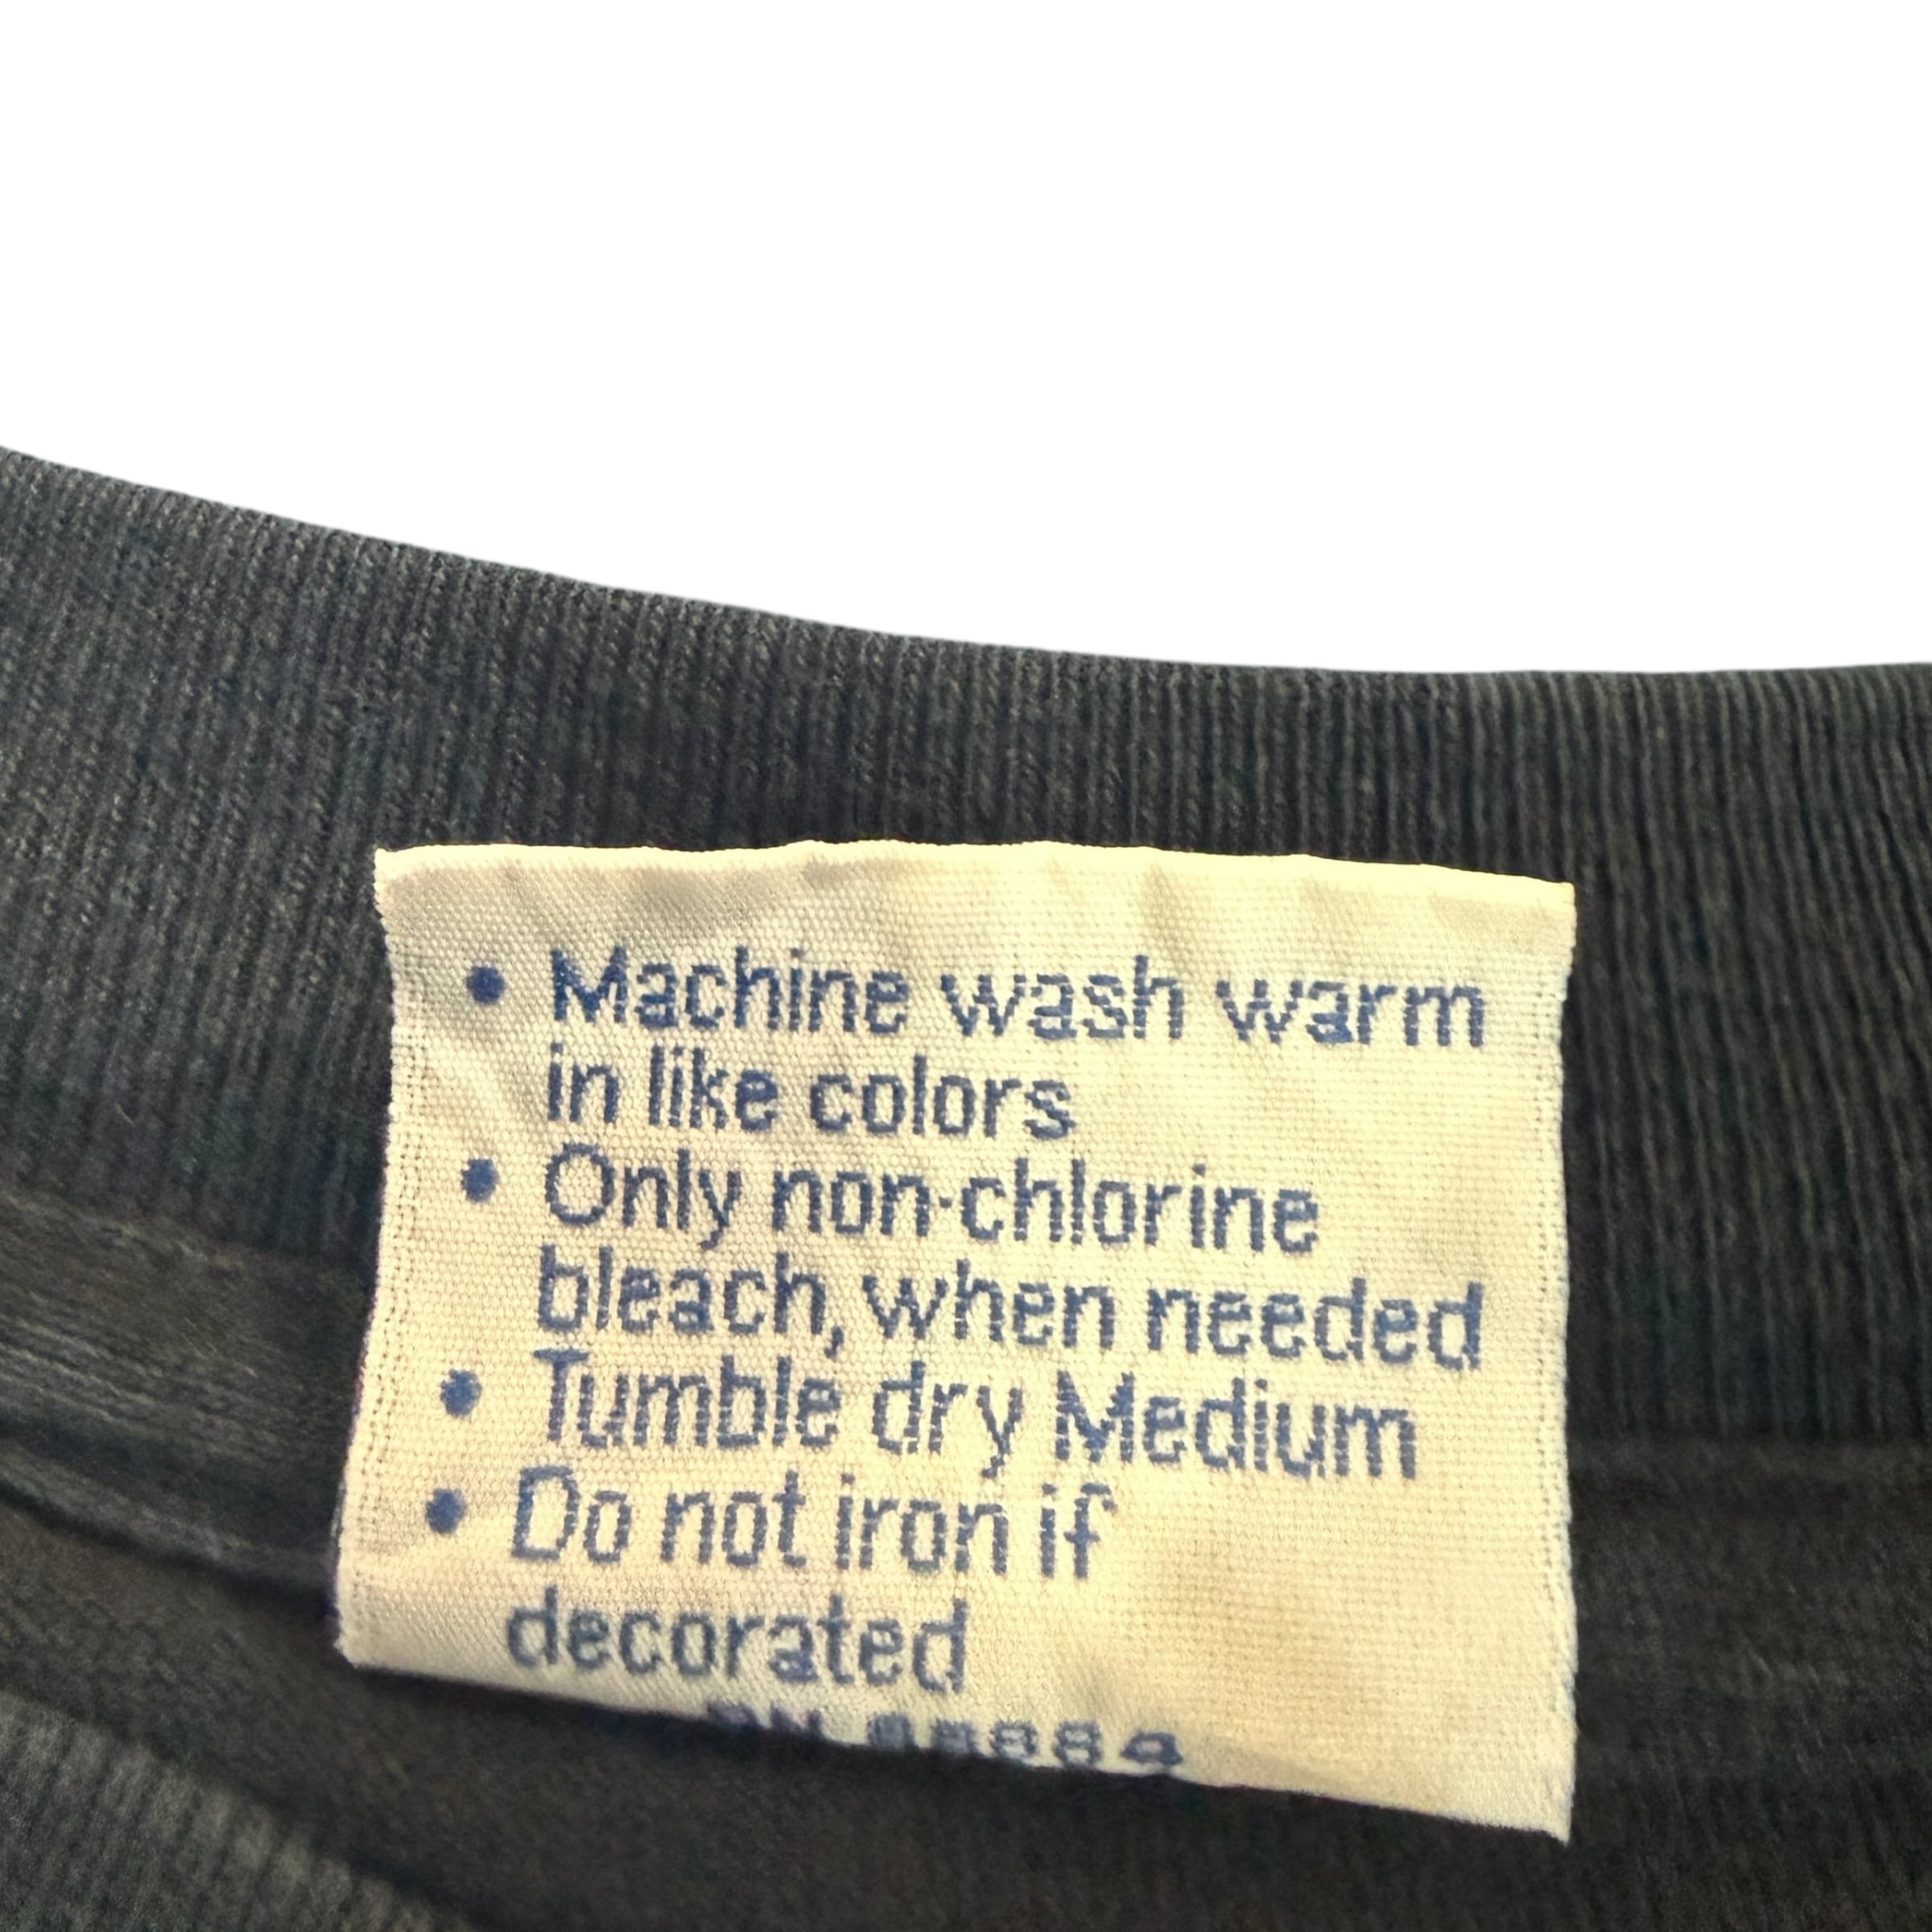 • Machine wash warm
in like colors
• Only non-chlorine
bleach, when needed
• Tumble dry Medium
• Do not iron if
decorated